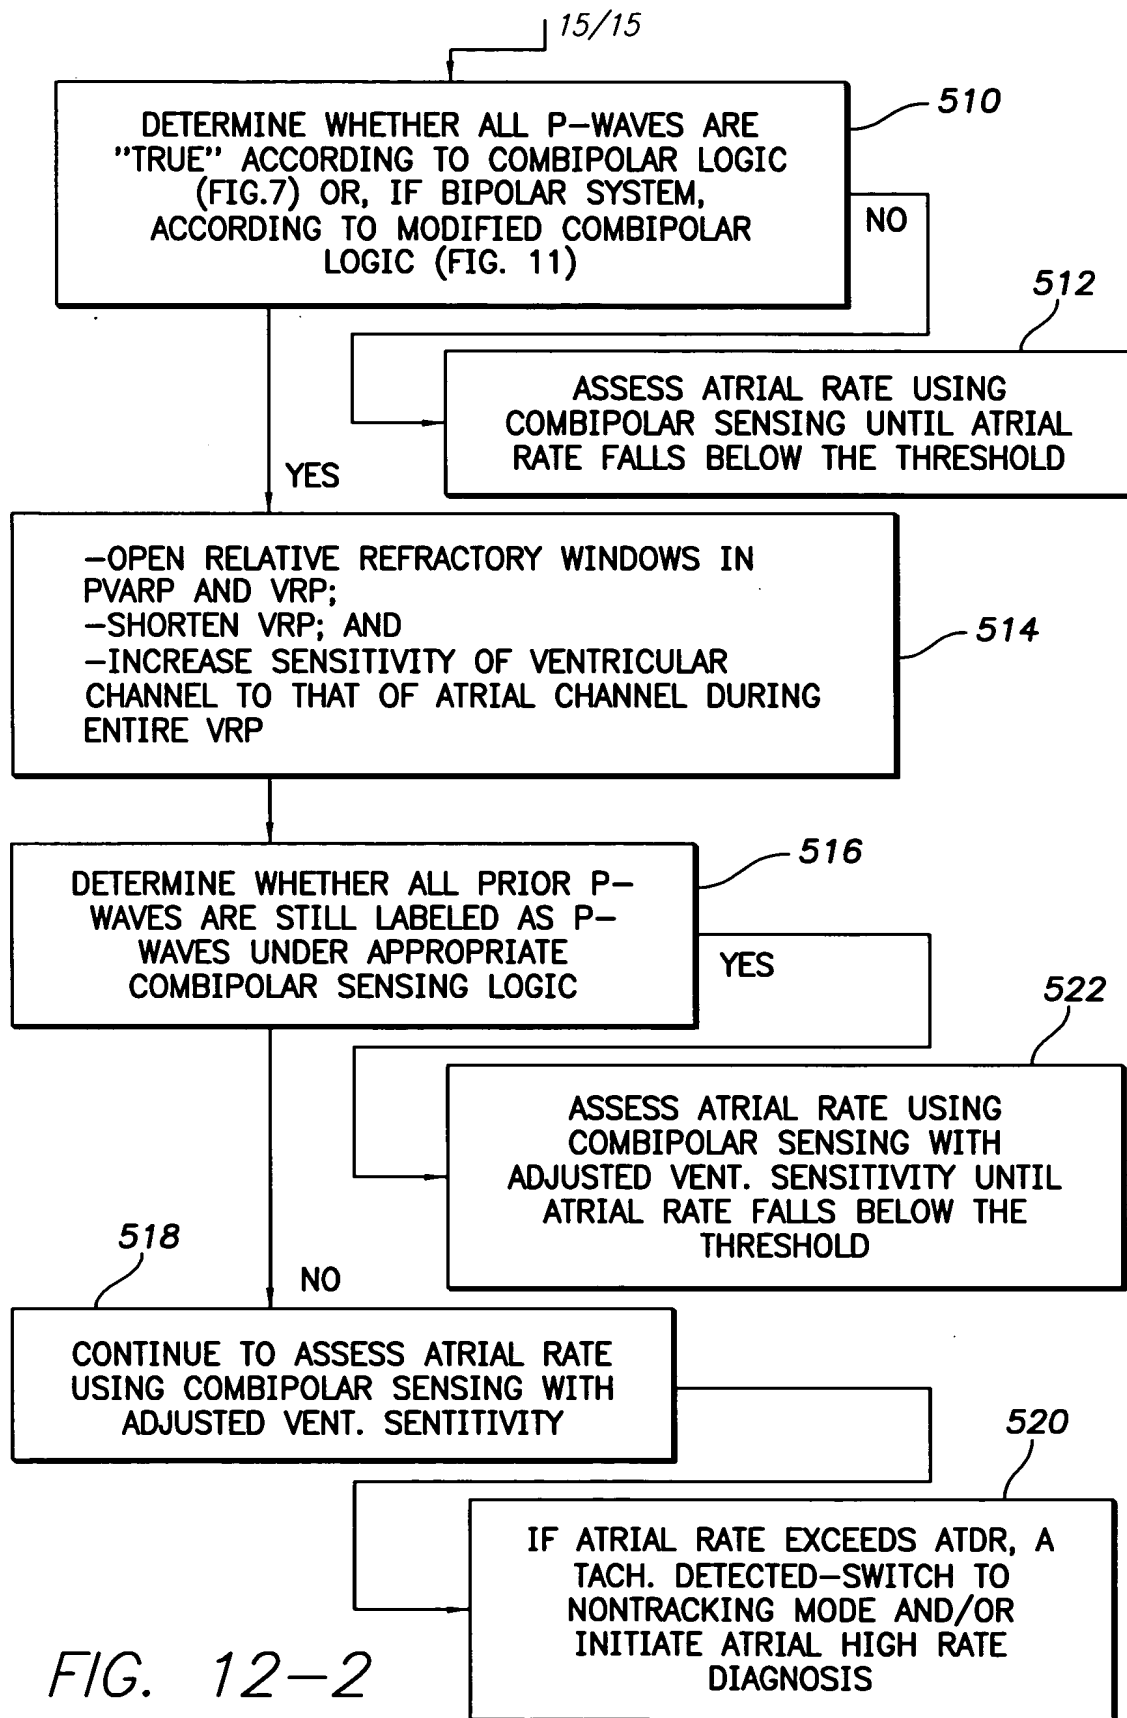 15/15
DETERMINE WHETHER ALL P-WAVES ARE
"TRUE" ACCORDING TO COMBIPOLAR LOGIC
(FIG.7) OR, IF BIPOLAR SYSTEM,
ACCORDING TO MODIFIED COMBIPOLAR
LOGIC (FIG. 11)
510
NO
512
ASSESS ATRIAL RATE USING
COMBIPOLAR SENSING UNTIL ATRIAL
RATE FALLS BELOW THE THRESHOLD
YES
-OPEN RELATIVE REFRACTORY WINDOWS IN
PVARP AND VRP;
-SHORTEN VRP; AND
-INCREASE SENSITIVITY OF VENTRICULAR
CHANNEL TO THAT OF ATRIAL CHANNEL DURING
ENTIRE VRP
514
516
DETERMINE WHETHER ALL PRIOR P-
WAVES ARE STILL LABELED AS P-
WAVES UNDER APPROPRIATE
COMBIPOLAR SENSING LOGIC
YES
522
ASSESS ATRIAL RATE USING
COMBIPOLAR SENSING WITH
ADJUSTED VENT. SENSITIVITY UNTIL
ATRIAL RATE FALLS BELOW THE
THRESHOLD
518
NO
CONTINUE TO ASSESS ATRIAL RATE
USING COMBIPOLAR SENSING WITH
ADJUSTED VENT. SENTITIVITY
520
IF ATRIAL RATE EXCEEDS ATDR, A
TACH. DETECTED-SWITCH TO
NONTRACKING MODE AND/OR
INITIATE ATRIAL HIGH RATE
DIAGNOSIS
FIG. 12-2